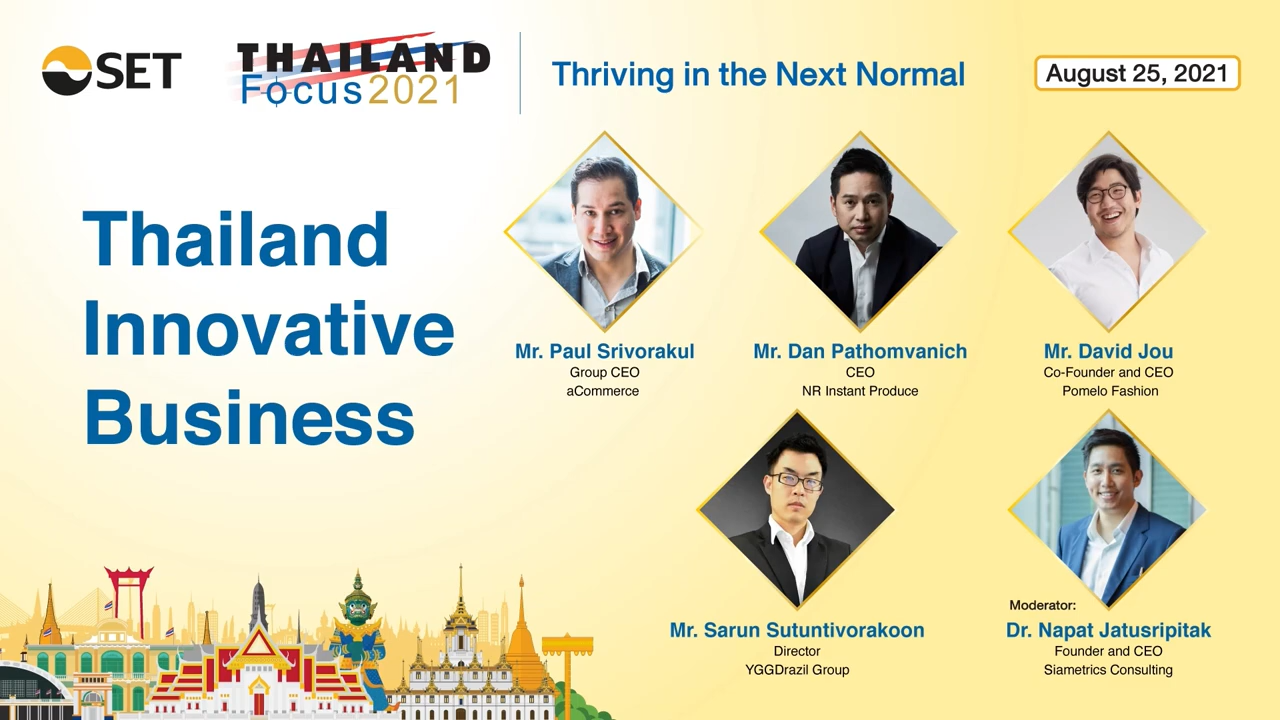 SET
THAILAND
Focus 2021
Thriving in the Next Normal
August 25, 2021
Thailand
Innovative
Business
Mr. Paul Srivorakul
Group CEO
aCommerce
Mr. Dan Pathomvanich
CEO
NR Instant Produce
Mr. David Jou
Co-Founder and CEO
Pomelo Fashion
Mr. Sarun Sutuntivorakoon
Director
YGGDrazil Group
Moderator:
Dr. Napat Jatusripitak
Founder and CEO
Siametrics Consulting